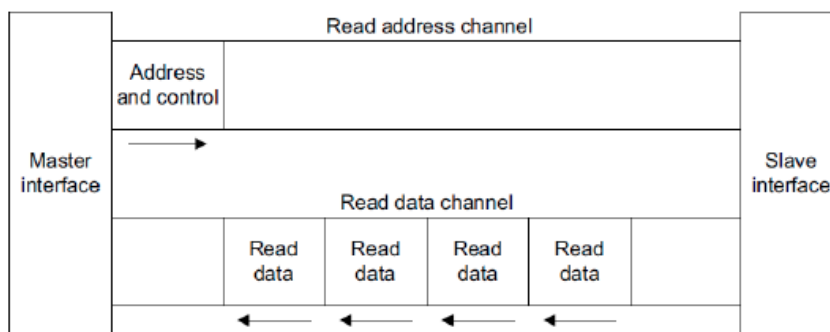 Read address channel
Address
and control
Master
interface
Slave
interface
Read data channel
Read
data
Read
data
Read
data
Read
data